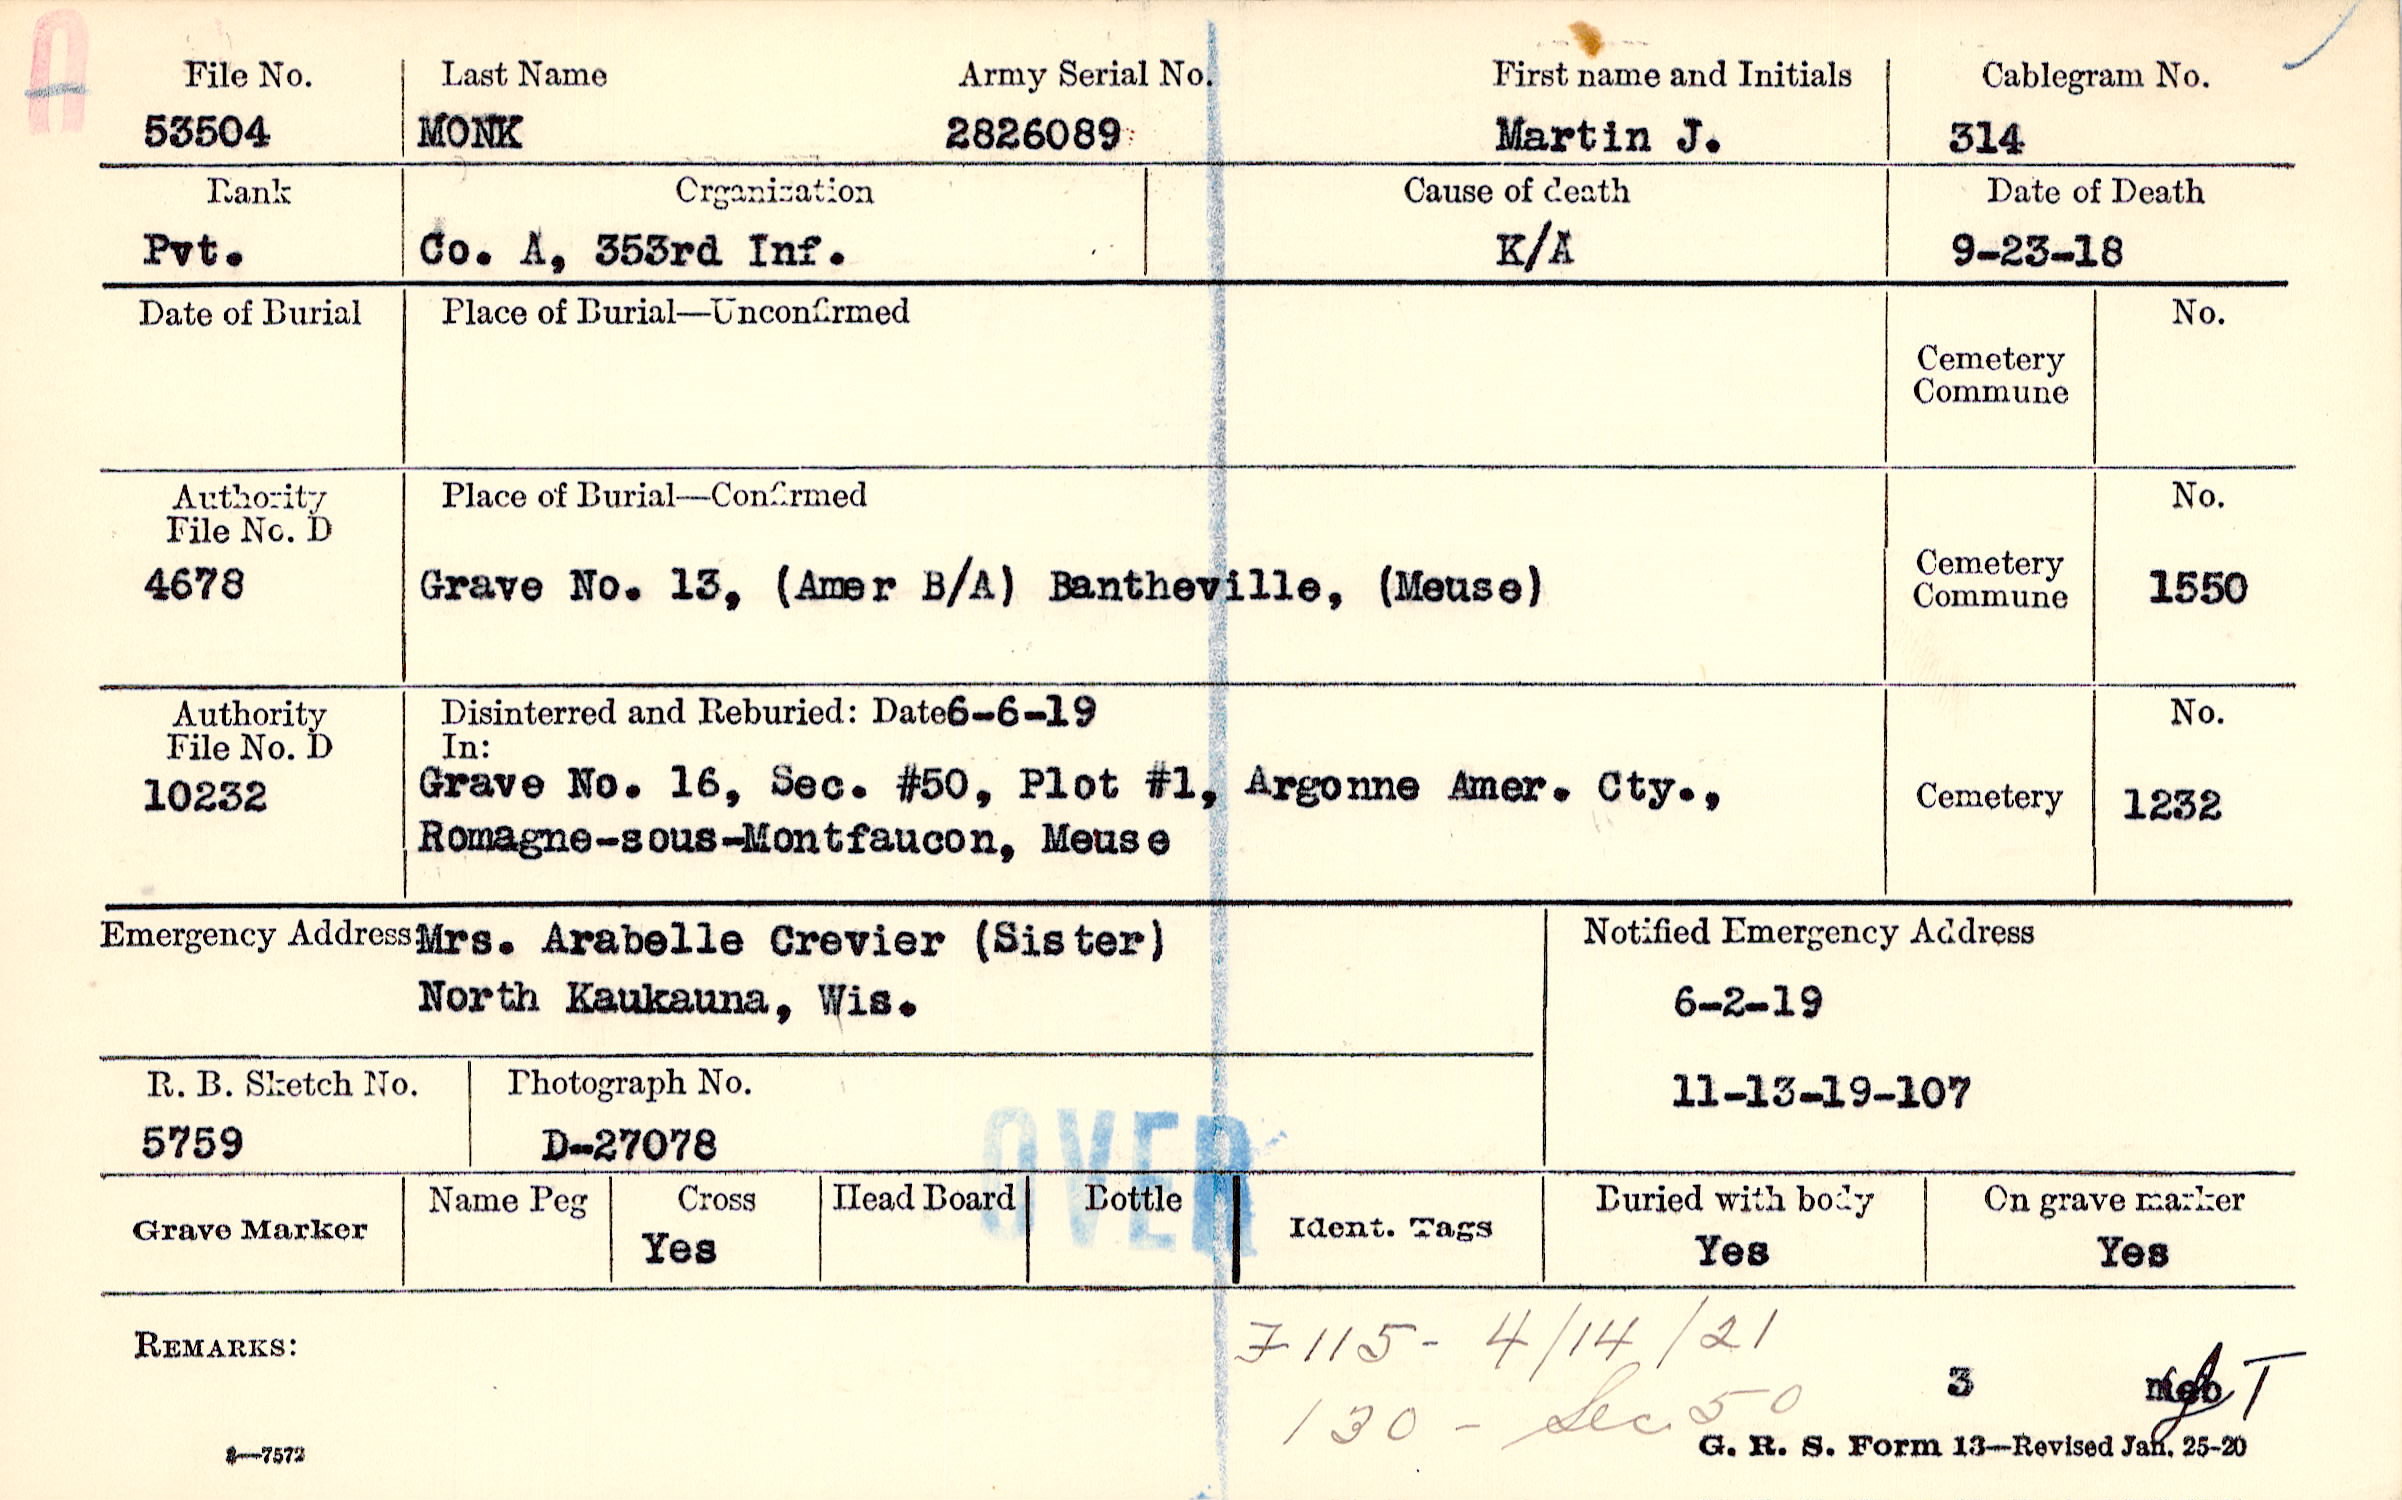 A
File No. Last Name Army Serial No. First name and Initials Cablegram No.
53504 MONK 2826089 Martin J. 314
Rank Organization Cause of death Date of Death
Pvt. Co. A, 353rd Inf. K/A 9-23-18
Date of Burial Place of Burial—Unconfirmed No.
Cemetery
Commune
Authority Place of Burial—Confirmed No.
File No. D
4678 Grave No. 13, (Amer B/A) Bantheville, (Meuse) Cemetery Commune 1550
Authority Disinterred and Reburied: Date 6-6-19 No.
File No. D In:
10232 Grave No. 16, Sec. #50, Plot #1, Argonne Amer. Cty., Cemetery 1232
Romagne-sous-Montfaucon, Meuse
Emergency Address Mrs. Arabelle Crevier (Sister) Notified Emergency Address
North Kaukauna, Wis. 6-2-19
R. B. Sketch No. Photograph No. 11-13-19-107
5759 D-27078
OVER
Grave Marker Name Peg Cross Head Board Bottle Ident. Tags Buried with body On grave marker
Yes Yes Yes
REMARKS: F 115 - 4/14/21
3
130 - Sec 50
3—7572 G. R. S. Form 13—Revised Jan. 25-20